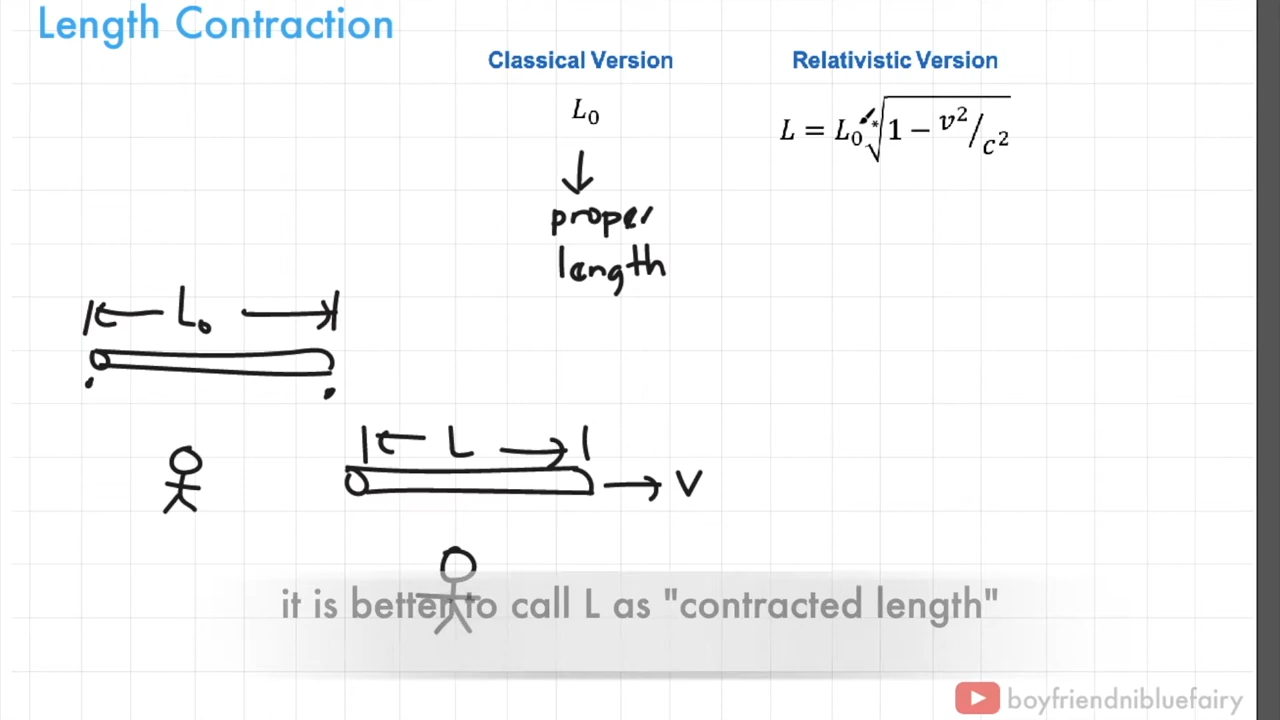 Length Contraction
Classical Version
Relativistic Version
L₀
L = L₀ * √1 − v²/c²
proper
length
L₀
L
V
it is better to call L as "contracted length"
boyfriendnibluefairy